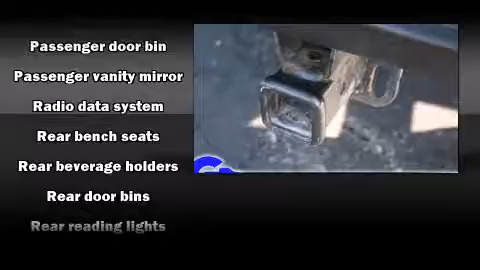 Passenger door bin
Passenger vanity mirror
Radio data system
Rear bench seats
Rear beverage holders
Rear door bins
Rear reading lights